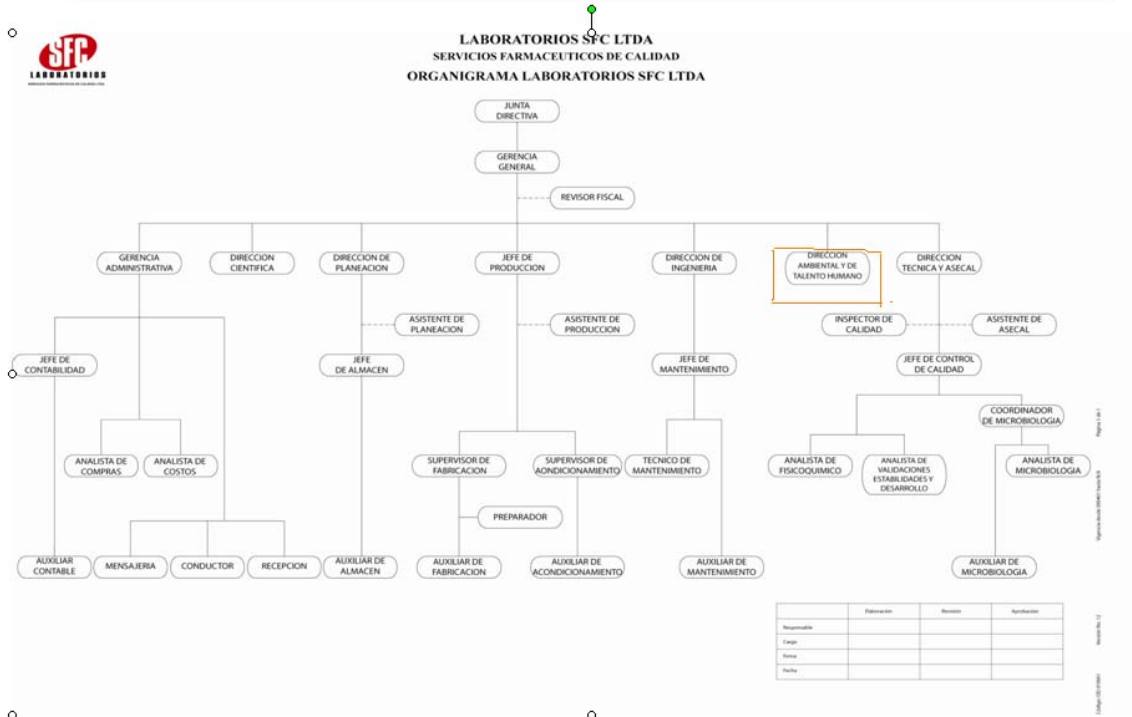 SFC
LABORATORIOS
LABORATORIOS SFC LTDA
SERVICIOS FARMACEUTICOS DE CALIDAD
ORGANIGRAMA LABORATORIOS SFC LTDA
JUNTA
DIRECTIVA
GERENCIA
GENERAL
REVISOR FISCAL
GERENCIA
ADMINISTRATIVA
DIRECCION
CIENTIFICA
DIRECCION DE
PLANEACION
JEFE DE
PRODUCCION
DIRECCION DE
INGENIERIA
DIRECCION
AMBIENTAL Y DE
TALENTO HUMANO
DIRECCION
TECNICA Y ASECAL
ASISTENTE DE
PLANEACION
ASISTENTE DE
PRODUCCION
INSPECTOR DE
CALIDAD
ASISTENTE DE
ASECAL
JEFE DE
CONTABILIDAD
JEFE
DE ALMACEN
JEFE DE
MANTENIMIENTO
JEFE DE CONTROL
DE CALIDAD
COORDINADOR
DE MICROBIOLOGIA
ANALISTA DE
COMPRAS
ANALISTA DE
COSTOS
SUPERVISOR DE
FABRICACION
SUPERVISOR DE
AONDICIONAMIENTO
TECNICO DE
MANTENIMIENTO
ANALISTA DE
FISICOQUIMICO
ANALISTA DE
VALIDACIONES
ESTABILIDADES Y
DESARROLLO
ANALISTA DE
MICROBIOLOGIA
PREPARADOR
AUXILIAR
CONTABLE
MENSAJERIA
CONDUCTOR
RECEPCION
AUXILIAR DE
ALMACEN
AUXILIAR DE
FABRICACION
AUXILIAR DE
ACONDICIONAMIENTO
AUXILIAR DE
MANTENIMIENTO
AUXILIAR DE
MICROBIOLOGIA
Elaboración Revisión Aprobación
Responsable
Cargo
Firma
Fecha
Página 1 de 1